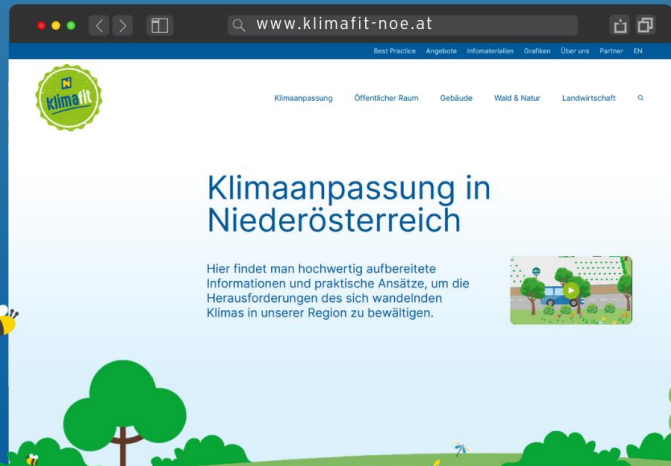 www.klimafit-noe.at
Best Practice Angebote Infomaterialien Grafiken Über uns Partner EN
N
klimafit
Klimaanpassung Öffentlicher Raum Gebäude Wald & Natur Landwirtschaft
Klimaanpassung in
Niederösterreich
Hier findet man hochwertig aufbereitete
Informationen und praktische Ansätze, um die
Herausforderungen des sich wandelnden
Klimas in unserer Region zu bewältigen.